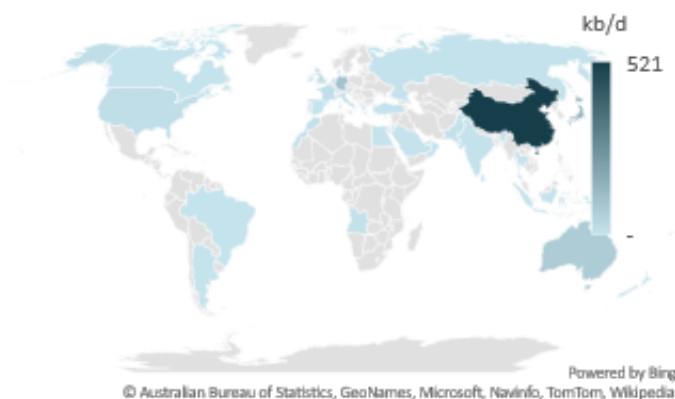 kb/d
521
-
Powered by Bing
© Australian Bureau of Statistics, GeoNames, Microsoft, Navinfo, TomTom, Wikipedia